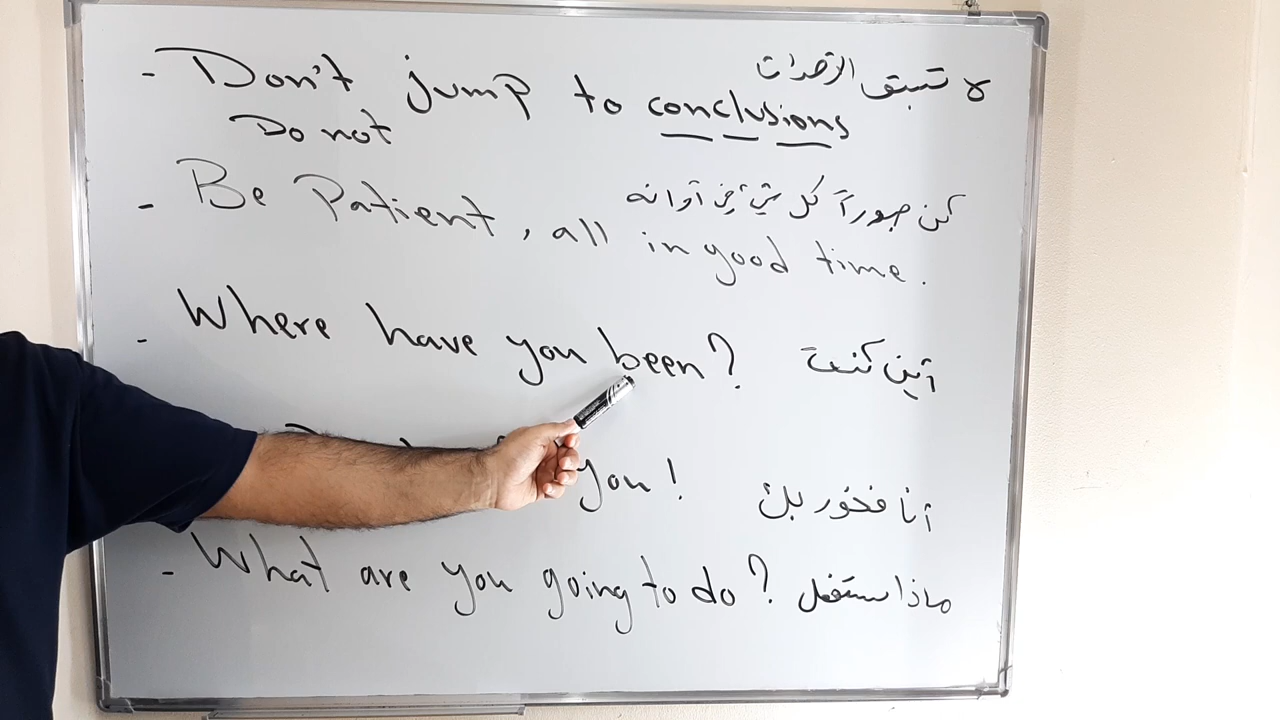 - Don't jump to conclusions لا تسبق الأحداث
Do not
- Be Patient, all in good time. كن صبوراً كل شيء في آوانه
- Where have you been? أين كنت
you! أنا فخور بك
- What are you going to do? ماذا ستفعل